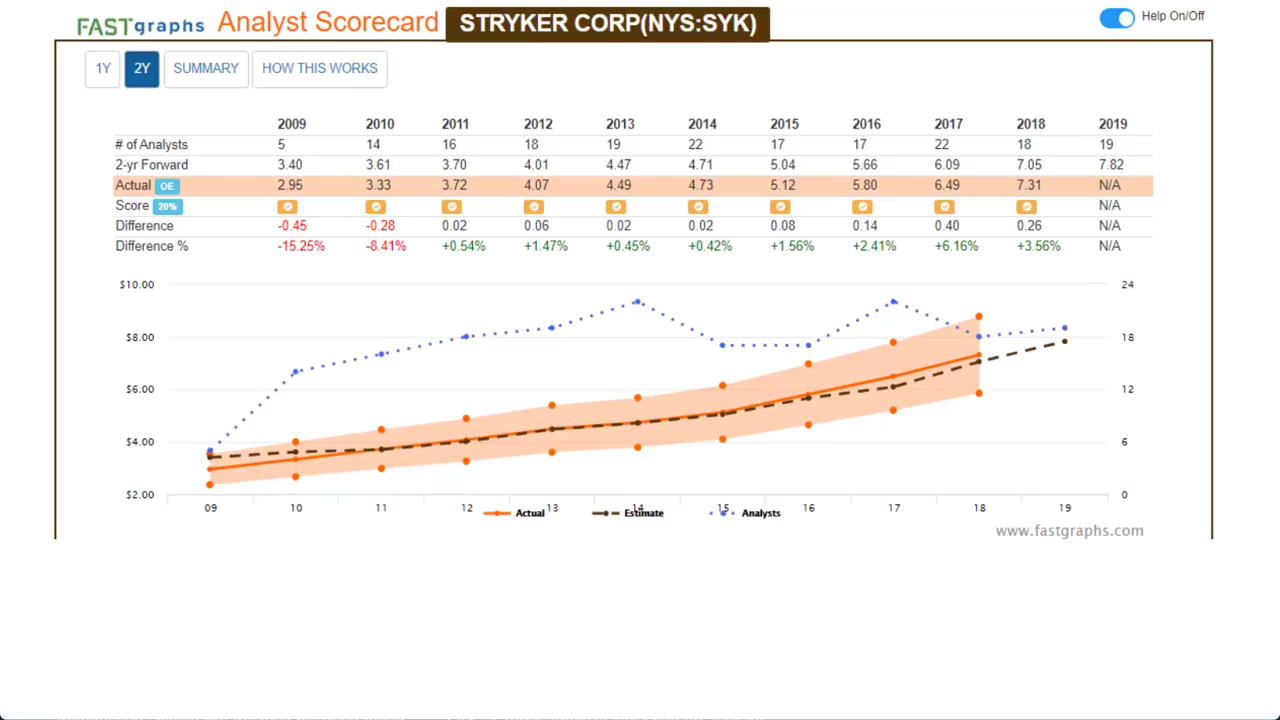 FASTgraphs Analyst Scorecard STRYKER CORP(NYS:SYK) Help On/Off
1Y 2Y SUMMARY HOW THIS WORKS
2009 2010 2011 2012 2013 2014 2015 2016 2017 2018 2019
# of Analysts 5 14 16 18 19 22 17 17 22 18 19
2-yr Forward 3.40 3.61 3.70 4.01 4.47 4.71 5.04 5.66 6.09 7.05 7.82
Actual OE 2.95 3.33 3.72 4.07 4.49 4.73 5.12 5.80 6.49 7.31 N/A
Score 20% N/A
Difference -0.45 -0.28 0.02 0.06 0.02 0.02 0.08 0.14 0.40 0.26 N/A
Difference % -15.25% -8.41% +0.54% +1.47% +0.45% +0.42% +1.56% +2.41% +6.16% +3.56% N/A
$10.00 24
$8.00 18
$6.00 12
$4.00 6
$2.00 0
09 10 11 12 13 14 15 16 17 18 19
Actual Estimate Analysts
www.fastgraphs.com